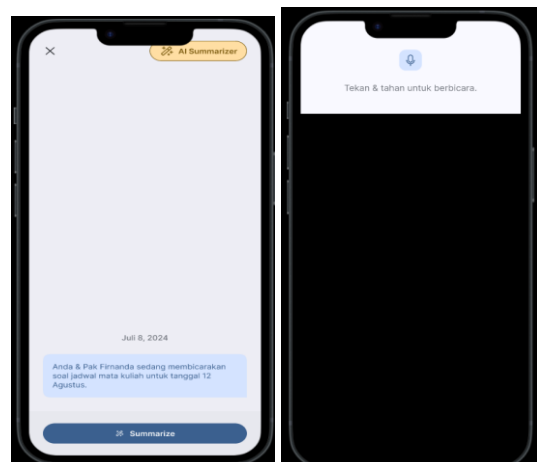 AI Summarizer
Juli 8, 2024
Anda & Pak Firnanda sedang membicarakan
soal jadwal mata kuliah untuk tanggal 12
Agustus.
Summarize
Tekan & tahan untuk berbicara.